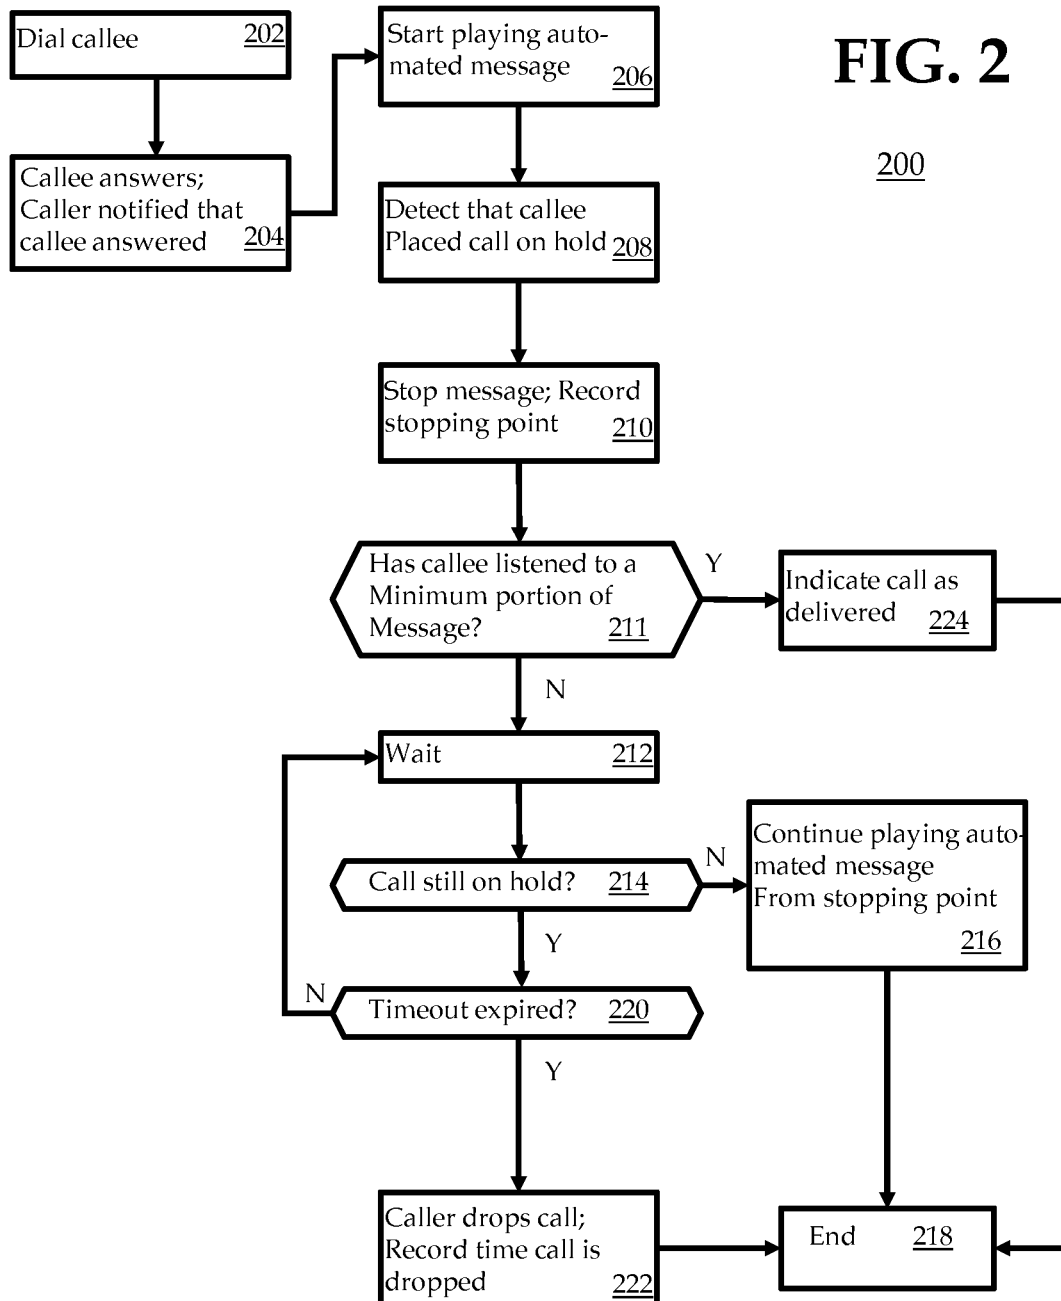 Dial callee 202
Start playing auto-
mated message 206
FIG. 2
200
Callee answers;
Caller notified that
callee answered 204
Detect that callee
Placed call on hold 208
Stop message; Record
stopping point 210
Has callee listened to a
Minimum portion of
Message? 211
Y
Indicate call as
delivered 224
N
Wait 212
Call still on hold? 214
N
Continue playing auto-
mated message
From stopping point
216
Y
Timeout expired? 220
N
Y
Caller drops call;
Record time call is
dropped 222
End 218